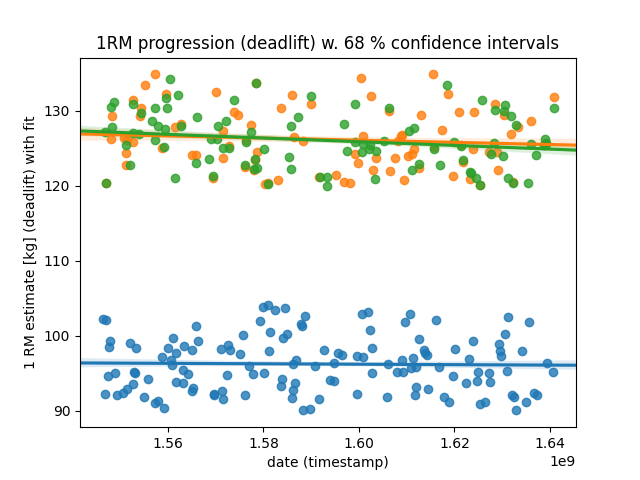 1RM progression (deadlift) w. 68 % confidence intervals
1 RM estimate [kg] (deadlift) with fit
130
120
110
100
90
1.56
1.58
1.60
1.62
1.64
1e9
date (timestamp)